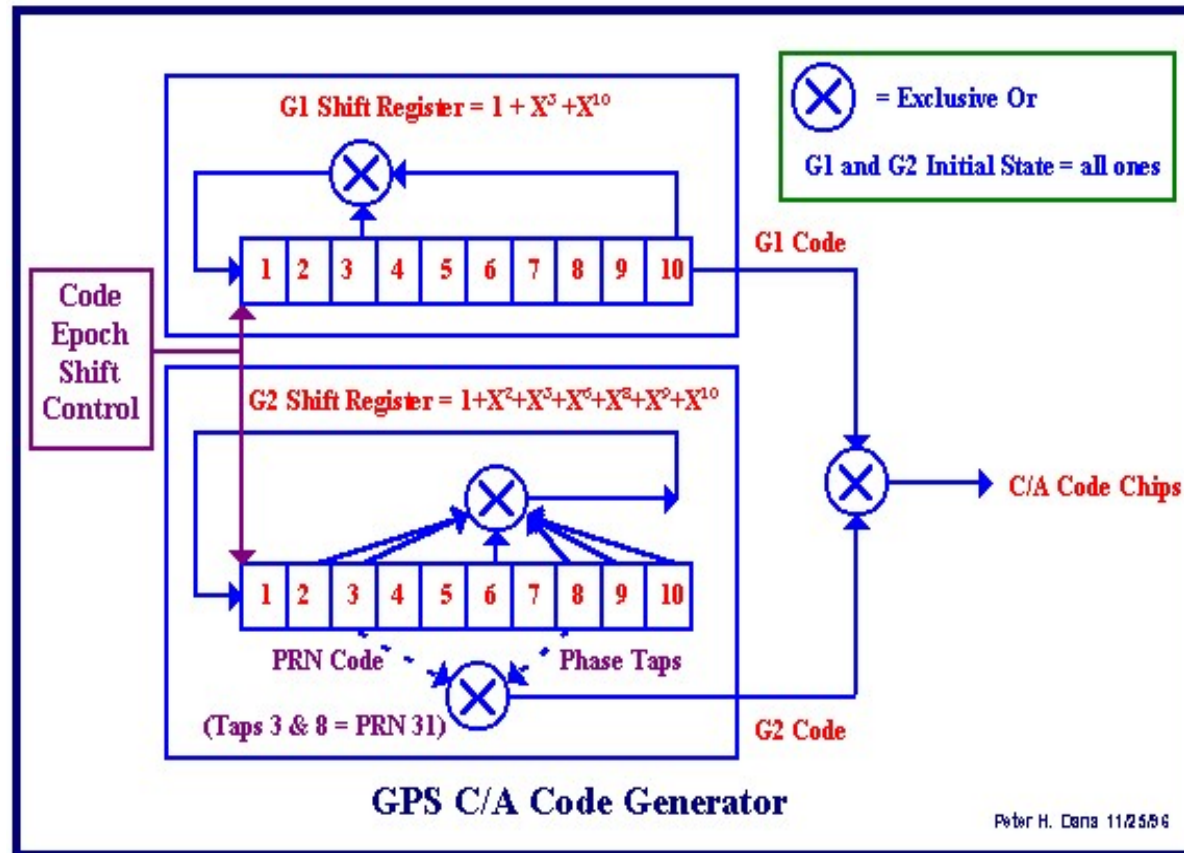 G1 Shift Register = 1 + X³ +X¹⁰
= Exclusive Or
G1 and G2 Initial State = all ones
1 2 3 4 5 6 7 8 9 10
G1 Code
Code
Epoch
Shift
Control
G2 Shift Register = 1+X²+X³+X⁶+X⁸+X⁹+X¹⁰
C/A Code Chips
1 2 3 4 5 6 7 8 9 10
PRN Code
Phase Taps
(Taps 3 & 8 = PRN 31)
G2 Code
GPS C/A Code Generator
Peter H. Dana 11/25/96